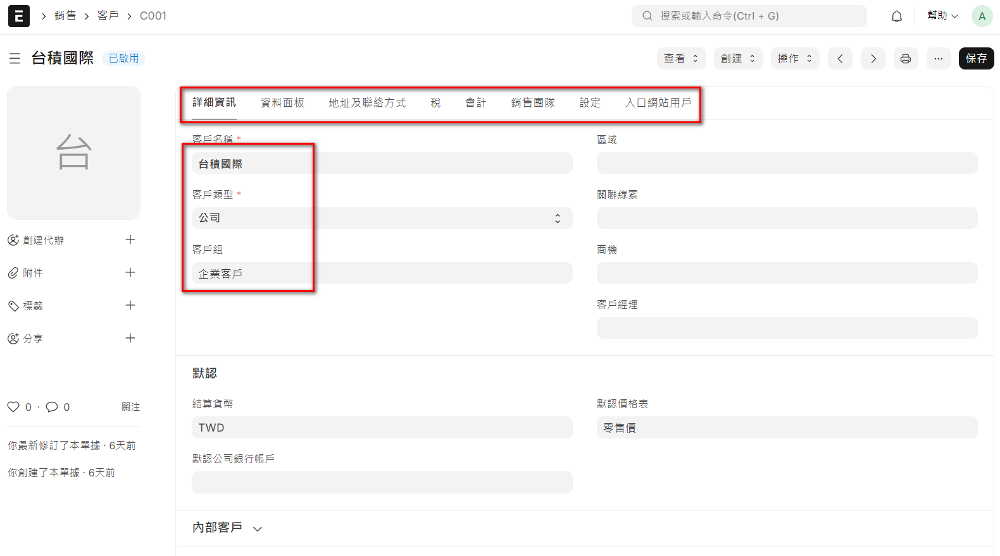 E > 銷售 > 客戶 > C001
搜索或輸入命令(Ctrl + G)
幫助
A
台積國際 已啟用
查看 創建 操作 ··· 保存
台
詳細資訊 資料面板 地址及聯絡方式 稅 會計 銷售團隊 設定 入口網站用戶
客戶名稱 *
台積國際
區域
客戶類型 *
公司
關聯線索
客戶組
企業客戶
商機
客戶經理
創建代辦 +
附件 +
標籤 +
分享 +
0 · 0 關注
你最新修訂了本單據 · 6天前
你創建了本單據 · 6天前
默認
結算貨幣
TWD
默認價格表
零售價
默認公司銀行帳戶
內部客戶